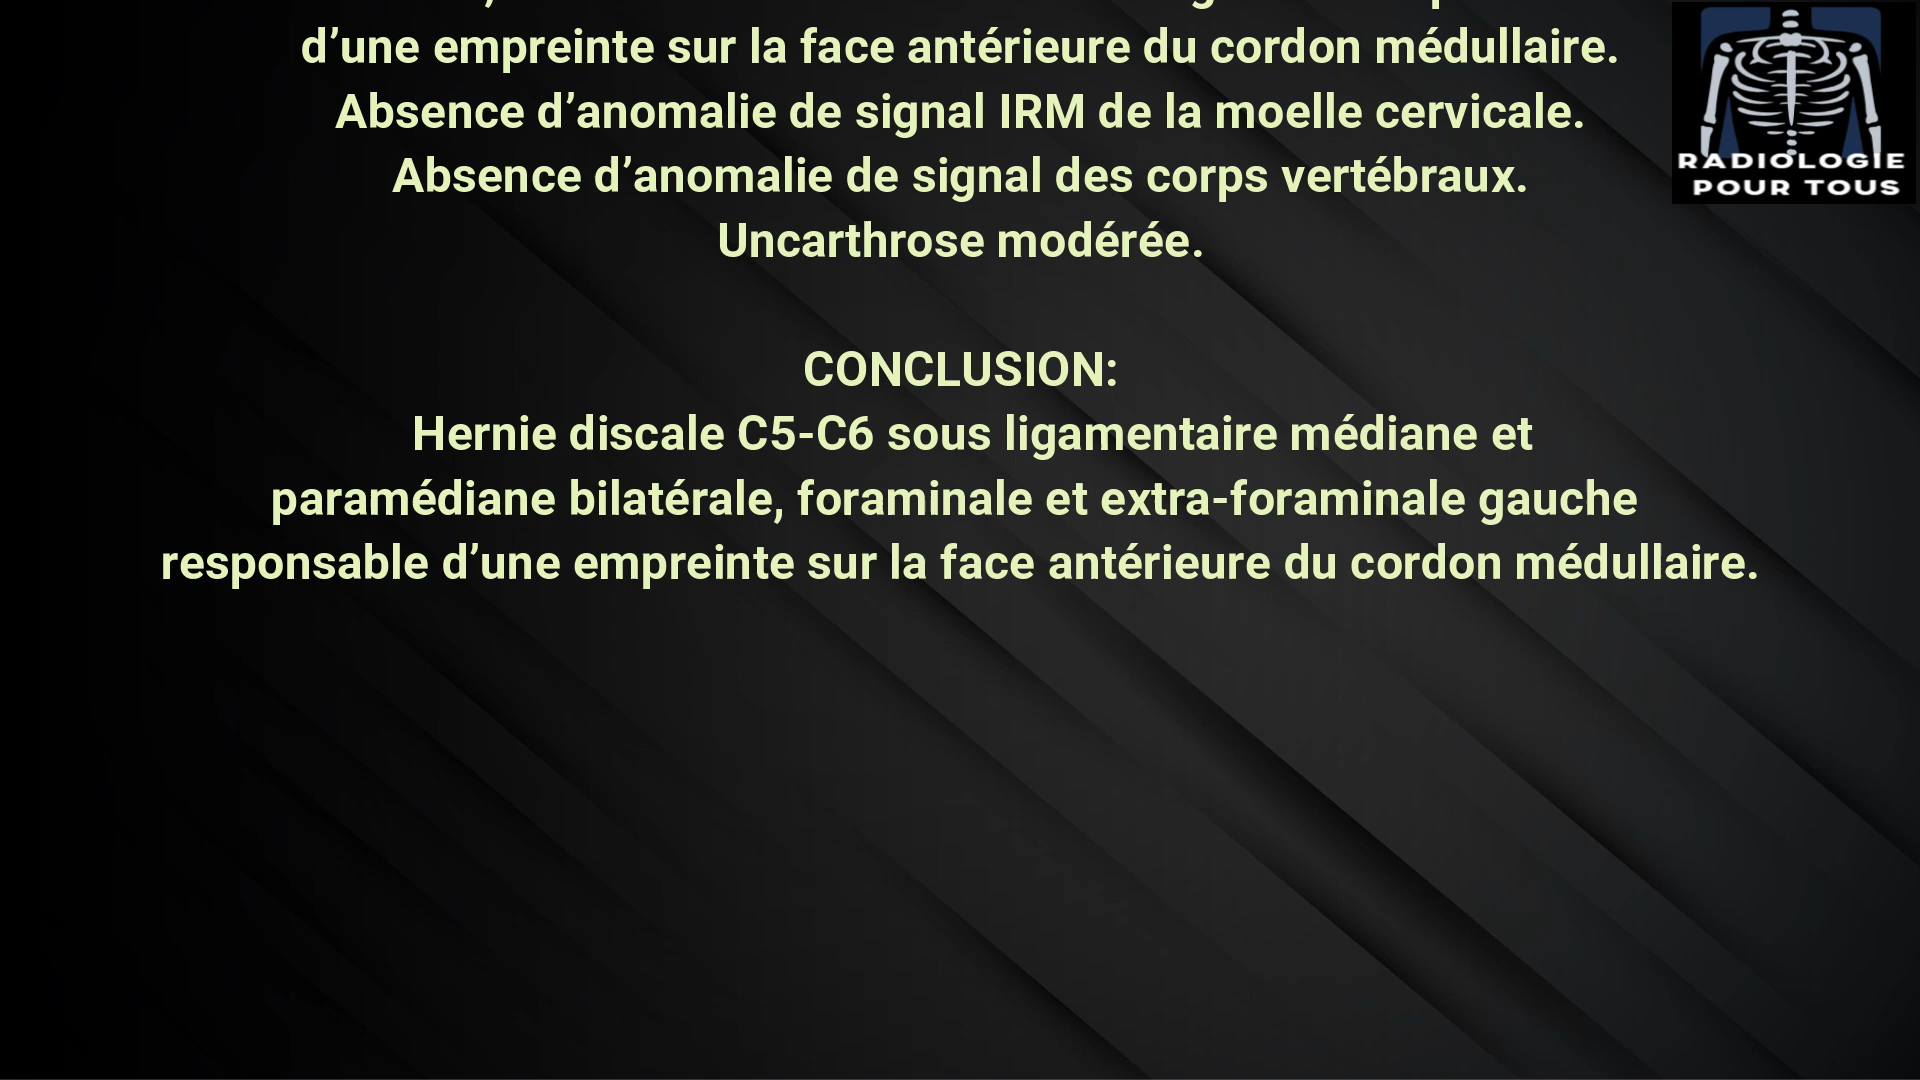 d’une empreinte sur la face antérieure du cordon médullaire.
Absence d’anomalie de signal IRM de la moelle cervicale.
Absence d’anomalie de signal des corps vertébraux.
Uncarthrose modérée.
CONCLUSION:
Hernie discale C5-C6 sous ligamentaire médiane et
paramédiane bilatérale, foraminale et extra-foraminale gauche
responsable d’une empreinte sur la face antérieure du cordon médullaire.
RADIOLOGIE
POUR TOUS